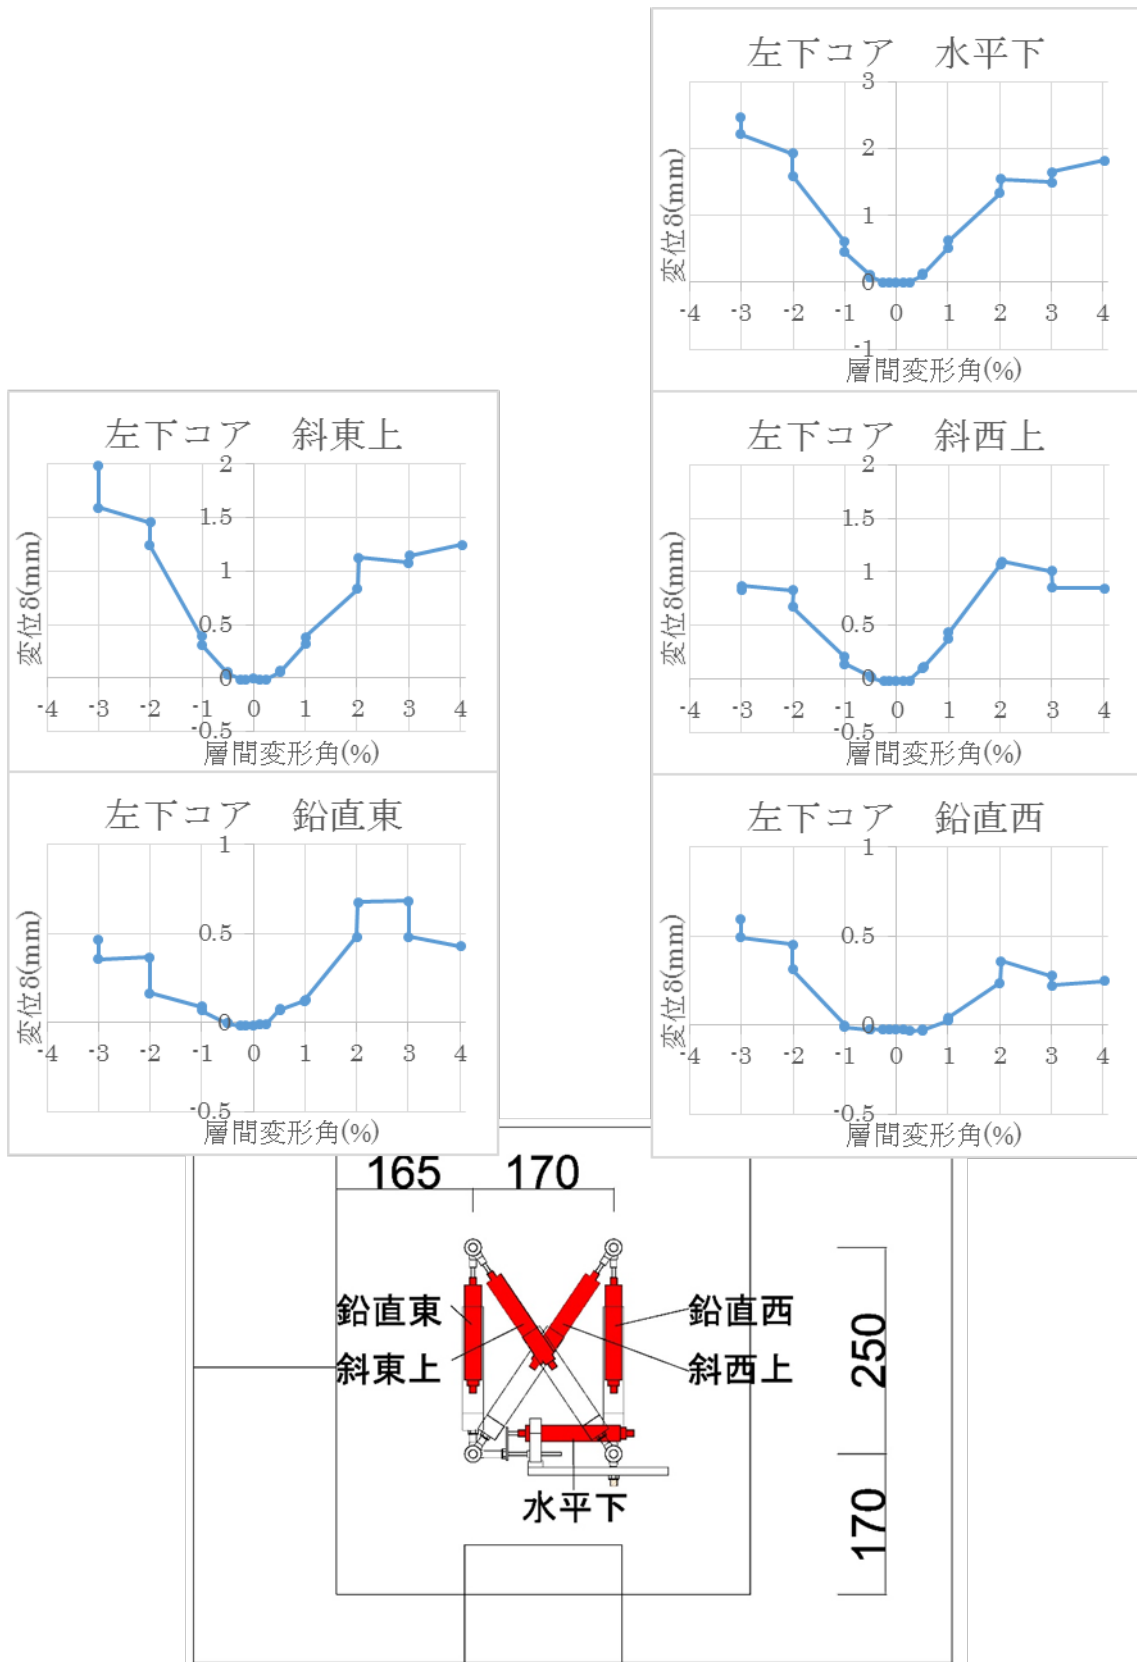 左下コア　水平下
3
2
1
0
-1
-4 -3 -2 -1 0 1 2 3 4
変位δ(mm)
層間変形角(%)
左下コア　斜東上
2
1.5
1
0.5
0
-0.5
-4 -3 -2 -1 0 1 2 3 4
変位δ(mm)
層間変形角(%)
左下コア　斜西上
2
1.5
1
0.5
0
-0.5
-4 -3 -2 -1 0 1 2 3 4
変位δ(mm)
層間変形角(%)
左下コア　鉛直東
1
0.5
0
-0.5
-4 -3 -2 -1 0 1 2 3 4
変位δ(mm)
層間変形角(%)
左下コア　鉛直西
1
0.5
0
-0.5
-4 -3 -2 -1 0 1 2 3 4
変位δ(mm)
層間変形角(%)
165 170
鉛直東
鉛直西
斜東上
斜西上
水平下
250
170